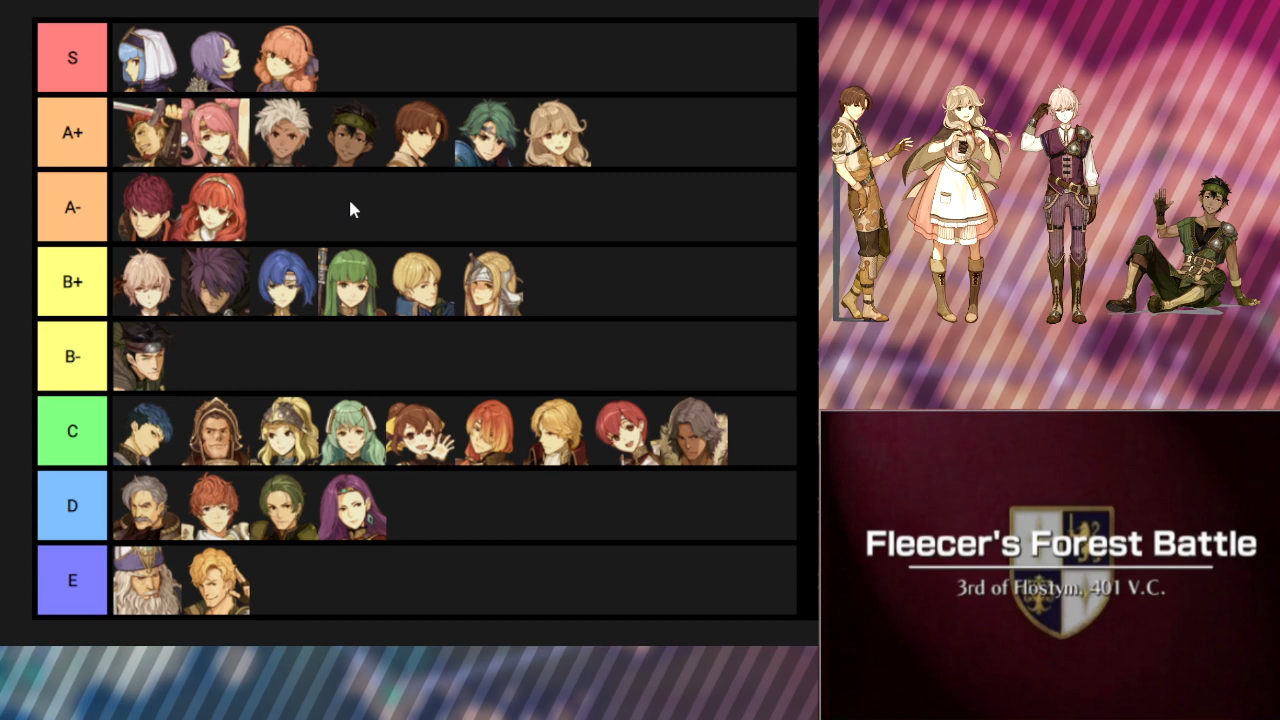 S
A+
A-
B+
B-
C
D
E
Fleecer's Forest Battle
3rd of Flostym, 401 V.C.